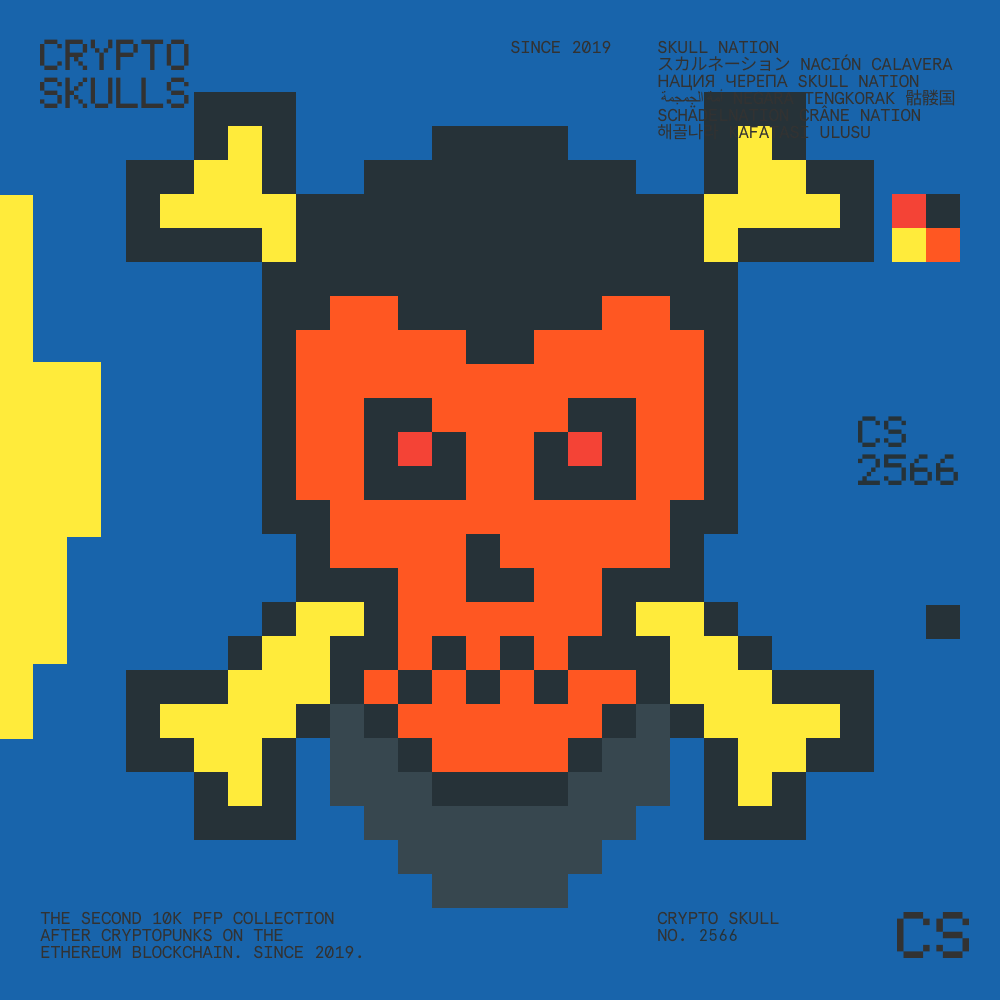 CRYPTO
SKULLS
SINCE 2019
SKULL NATION
スカルネーション NACIÓN CALAVERA
НАЦИЯ ЧЕРЕПА SKULL NATION
TENGKORAK 骷髅国
CRÂNE NATION
해골 ULUSU
CS
2566
THE SECOND 10K PFP COLLECTION
AFTER CRYPTOPUNKS ON THE
ETHEREUM BLOCKCHAIN. SINCE 2019.
CRYPTO SKULL
NO. 2566
CS